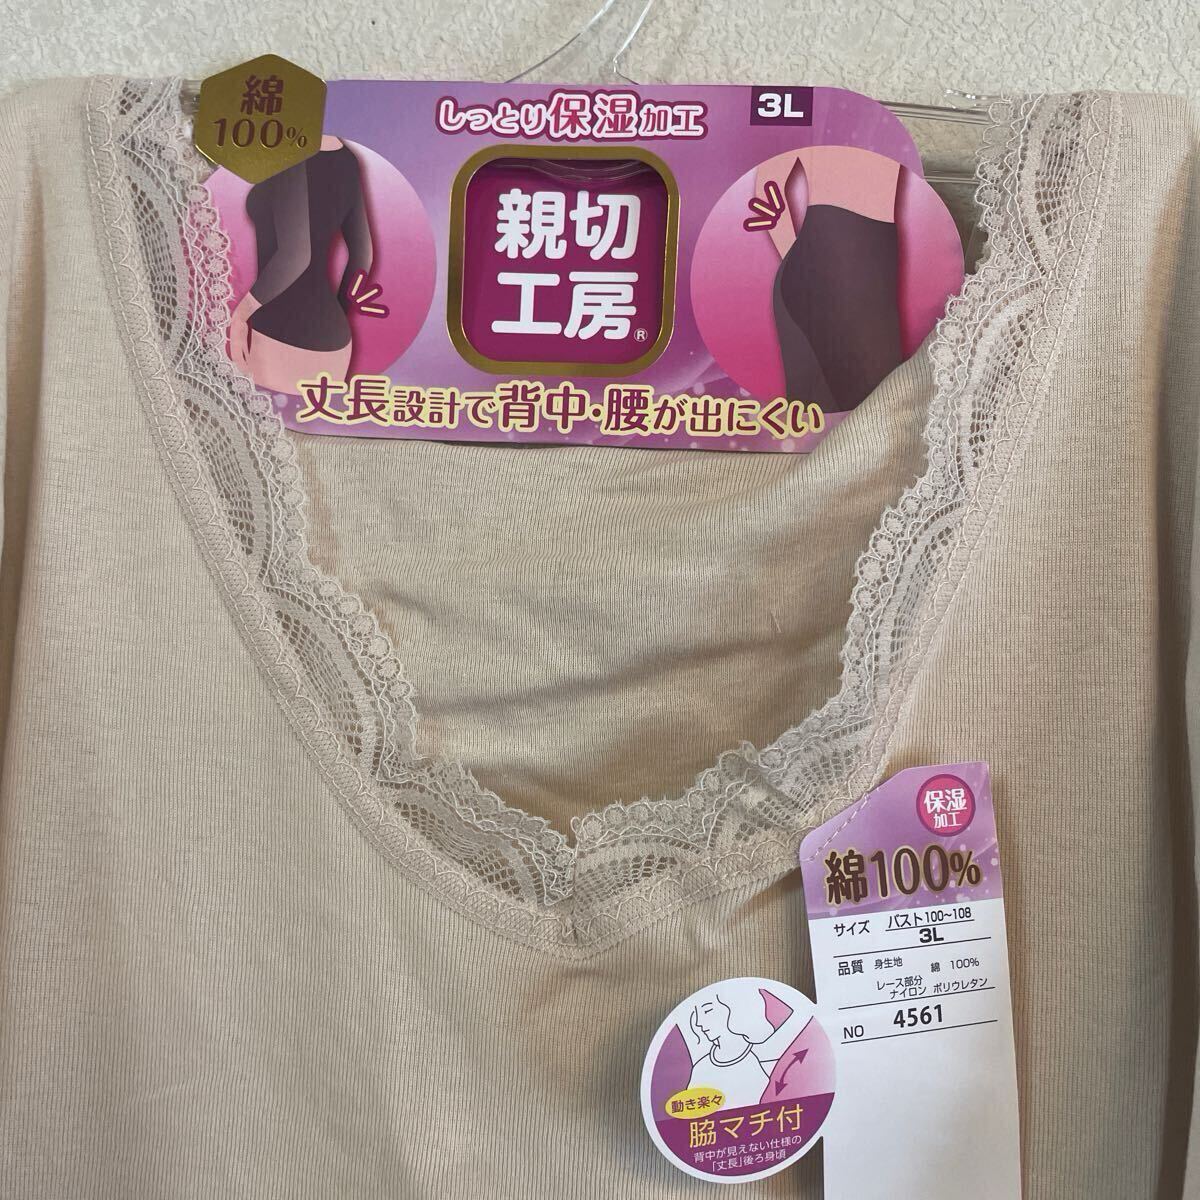 綿
100%
しっとり保湿加工
3L
親切
工房®
丈長設計で背中・腰が出にくい
保湿
加工
綿100%
サイズ バスト100~108
3L
品質 身生地 綿 100%
レース部分
ナイロン ポリウレタン
NO 4561
動き楽々
脇マチ付
背中が見えない仕様の
「丈長」後ろ身頃